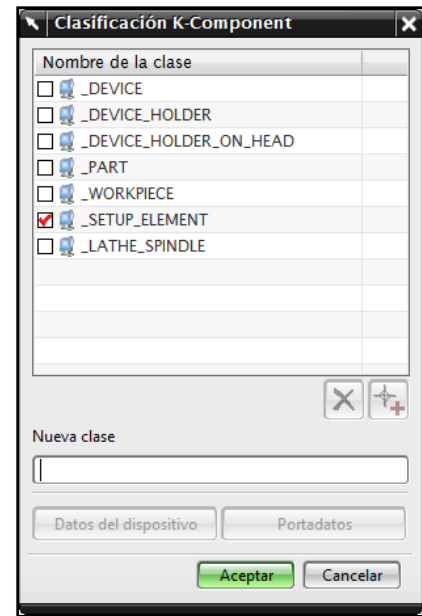 Clasificación K-Component
Nombre de la clase
_DEVICE
_DEVICE_HOLDER
_DEVICE_HOLDER_ON_HEAD
_PART
_WORKPIECE
_SETUP_ELEMENT
_LATHE_SPINDLE
Nueva clase
Datos del dispositivo Portadatos
Aceptar Cancelar